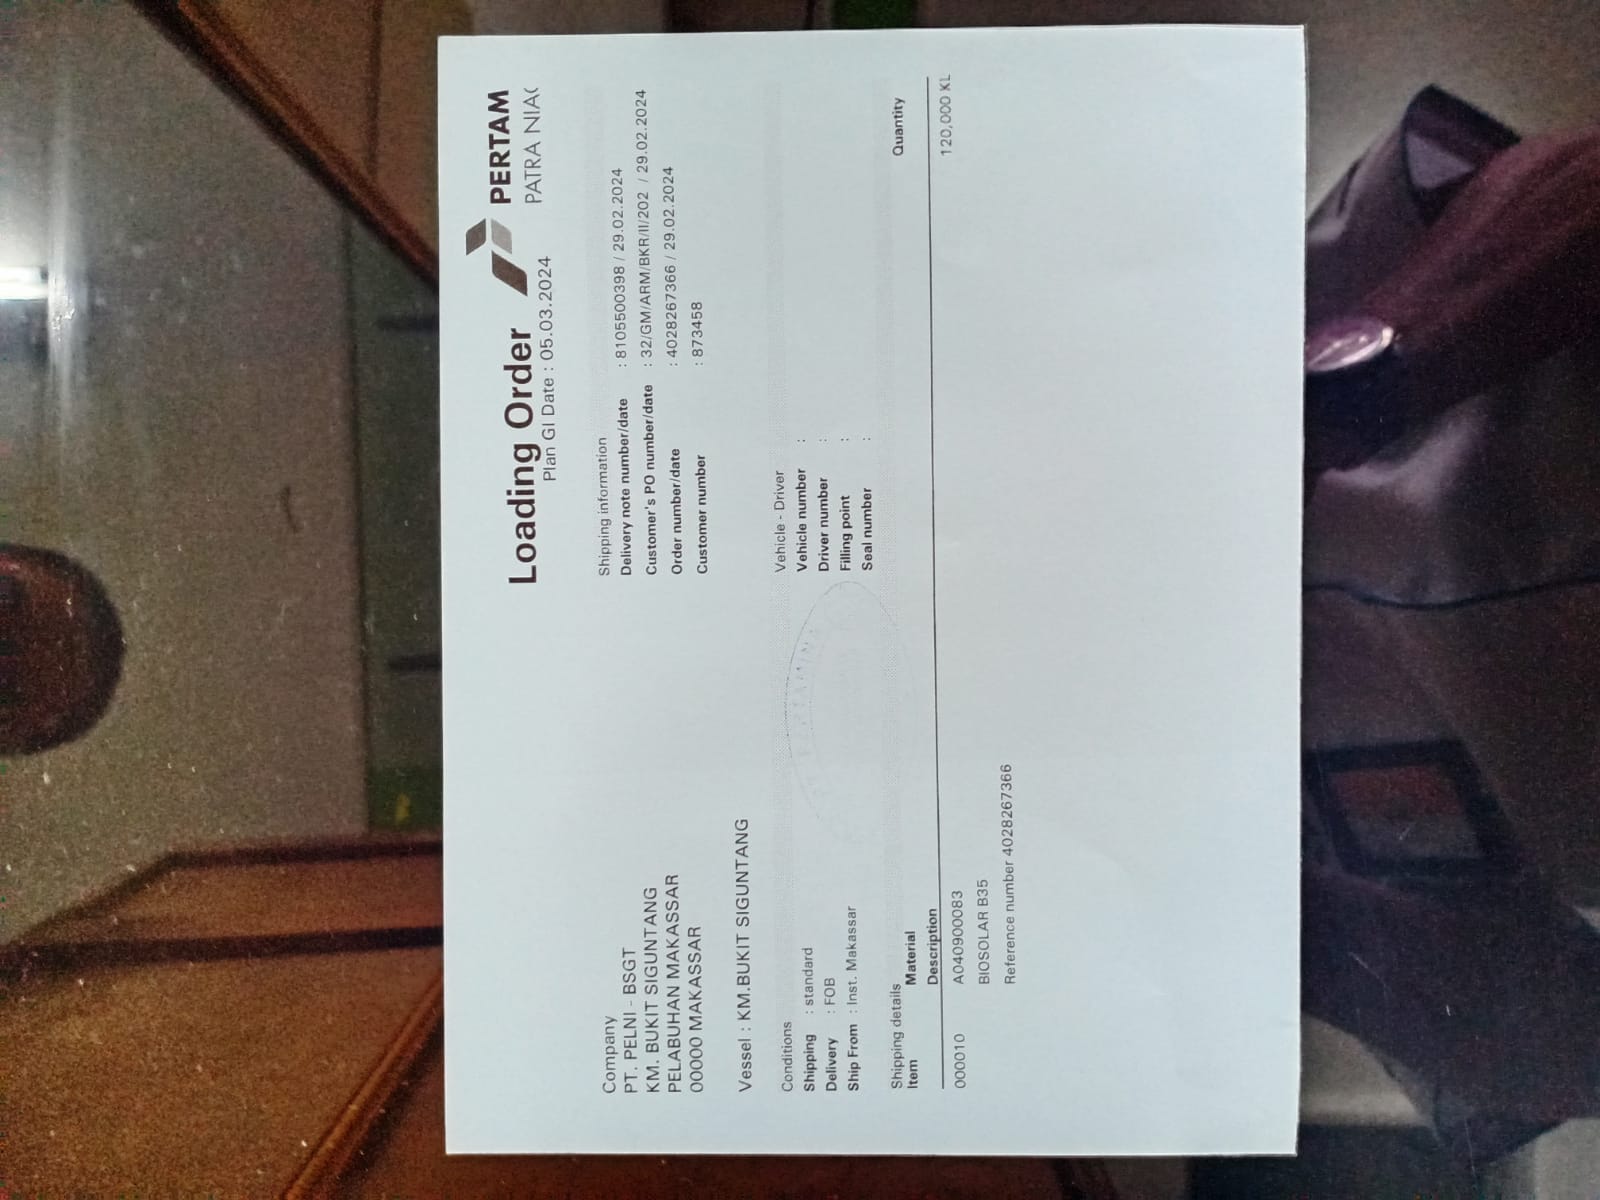 Loading Order
Plan GI Date : 05.03.2024
PERTAM
PATRA NIA
Company
PT. PELNI - BSGT
KM. BUKIT SIGUNTANG
PELABUHAN MAKASSAR
00000 MAKASSAR
Vessel : KM.BUKIT SIGUNTANG
Shipping information
Delivery note number/date : 8105500398 / 29.02.2024
Customer's PO number/date : 32/GM/ARM/BKR/II/202 / 29.02.2024
Order number/date : 4028267366 / 29.02.2024
Customer number : 873458
Conditions
Shipping : standard
Delivery : FOB
Ship From : Inst. Makassar
Vehicle - Driver
Vehicle number :
Driver number :
Filling point :
Seal number :
Shipping details
Item Material Quantity
Description
000010 A040900083 120,000 KL
BIOSOLAR B35
Reference number 4028267366